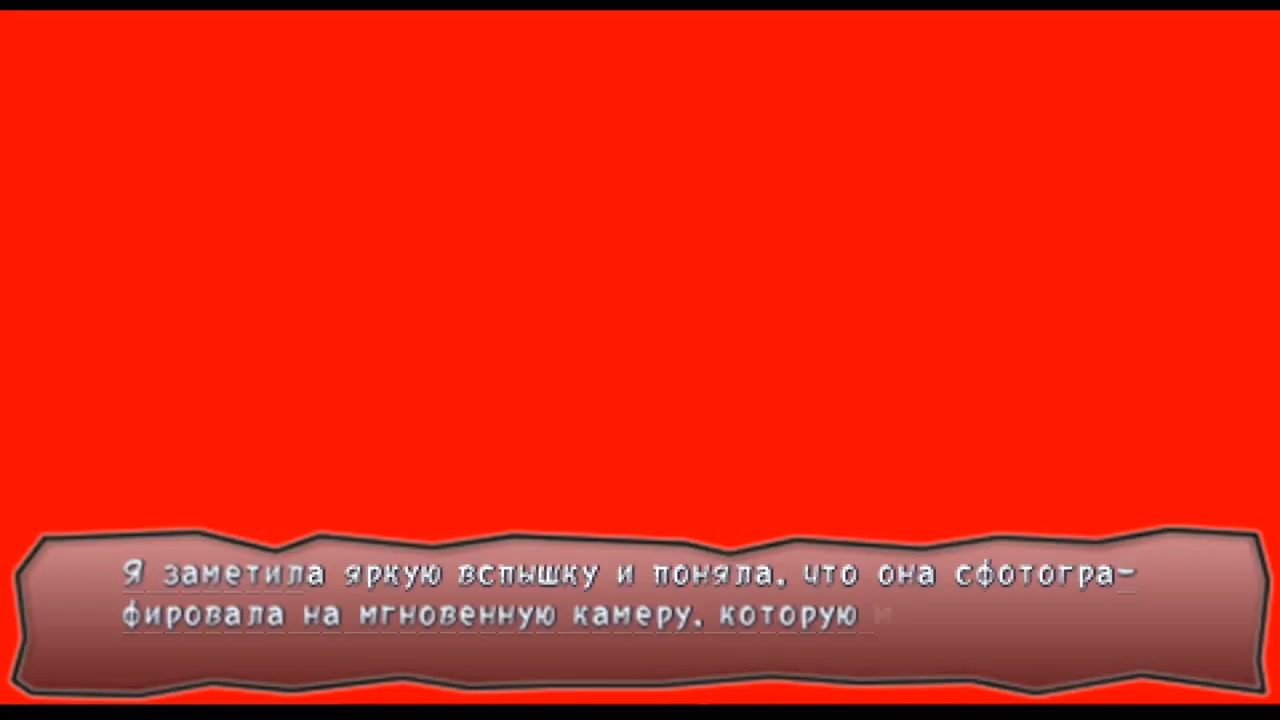 Я заметила яркую вспышку и поняла, что она сфотогра-
фировала на мгновенную камеру, которую